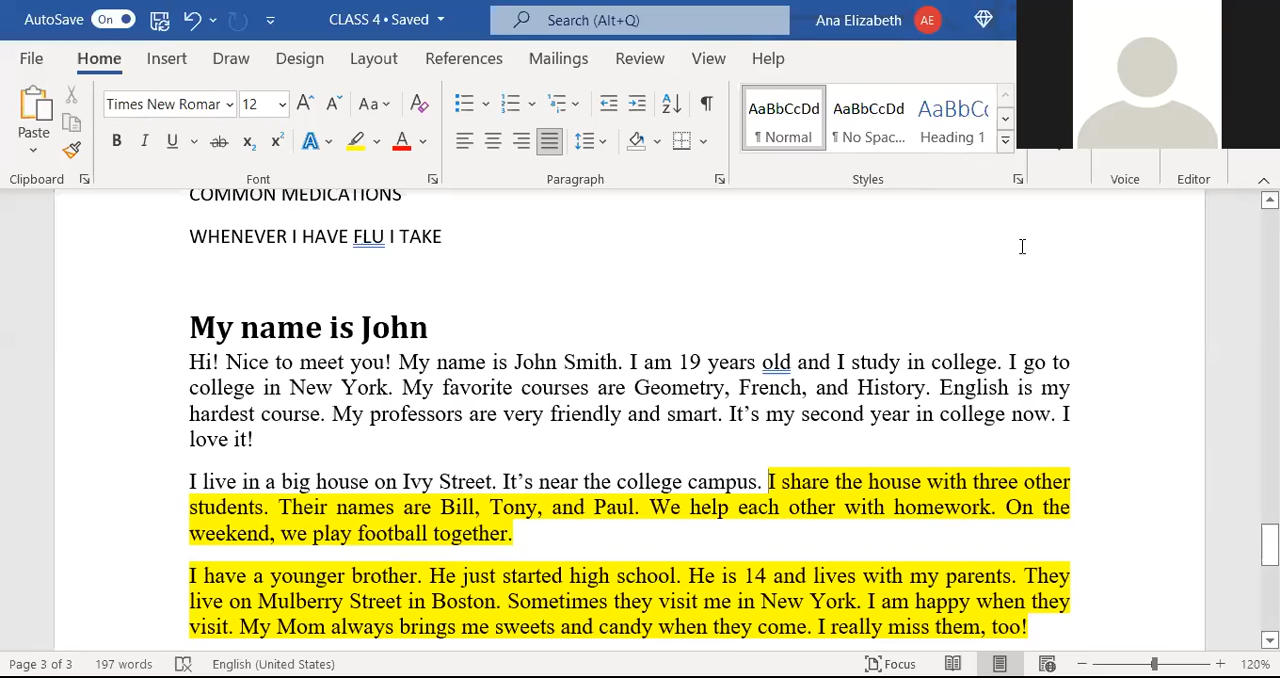 AutoSave On CLASS 4 • Saved Search (Alt+Q) Ana Elizabeth AE
File Home Insert Draw Design Layout References Mailings Review View Help
Times New Romar 12 Aa AaBbCcDd AaBbCcDd AaBbCc
Paste B I U ab x₂ x² A A ¶ Normal ¶ No Spac... Heading 1
Clipboard Font Paragraph Styles Voice Editor
COMMON MEDICATIONS
WHENEVER I HAVE FLU I TAKE
My name is John
Hi! Nice to meet you! My name is John Smith. I am 19 years old and I study in college. I go to
college in New York. My favorite courses are Geometry, French, and History. English is my
hardest course. My professors are very friendly and smart. It’s my second year in college now. I
love it!
I live in a big house on Ivy Street. It’s near the college campus. I share the house with three other
students. Their names are Bill, Tony, and Paul. We help each other with homework. On the
weekend, we play football together.
I have a younger brother. He just started high school. He is 14 and lives with my parents. They
live on Mulberry Street in Boston. Sometimes they visit me in New York. I am happy when they
visit. My Mom always brings me sweets and candy when they come. I really miss them, too!
Page 3 of 3 197 words English (United States) Focus 120%